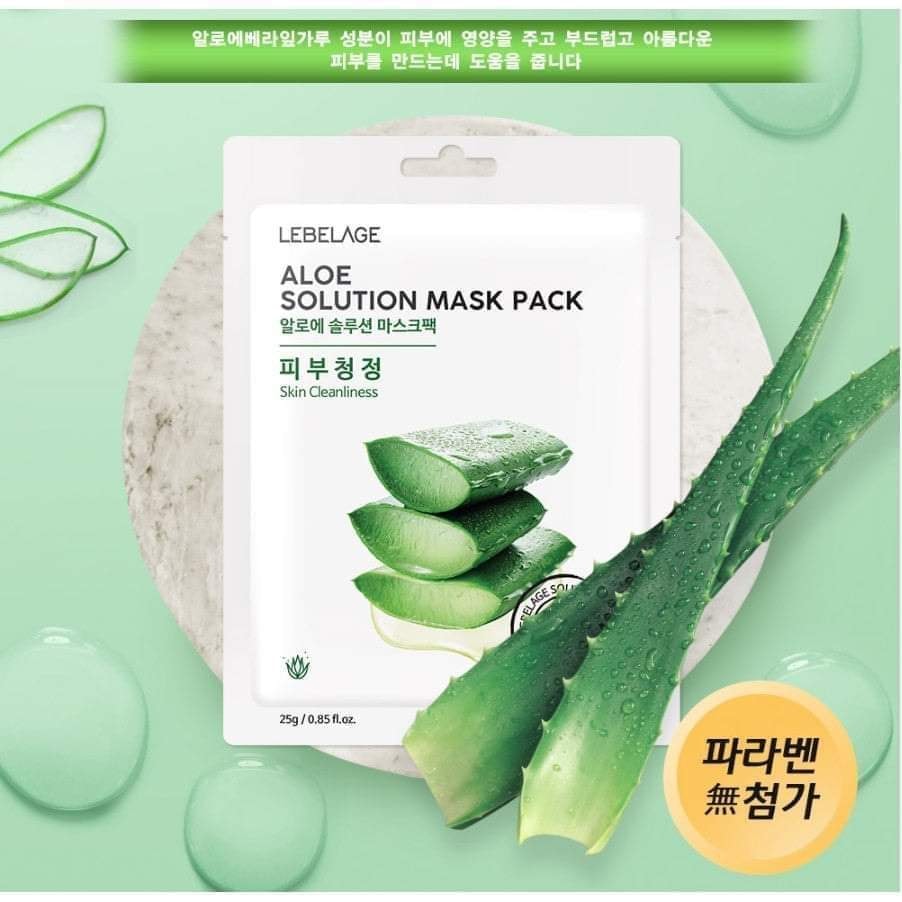 알로에베라잎가루 성분이 피부에 영양을 주고 부드럽고 아름다운
피부를 만드는데 도움을 줍니다
LEBELAGE
ALOE
SOLUTION MASK PACK
알로에 솔루션 마스크팩
피부청정
Skin Cleanliness
25g / 0.85 fl.oz.
파라벤
無첨가